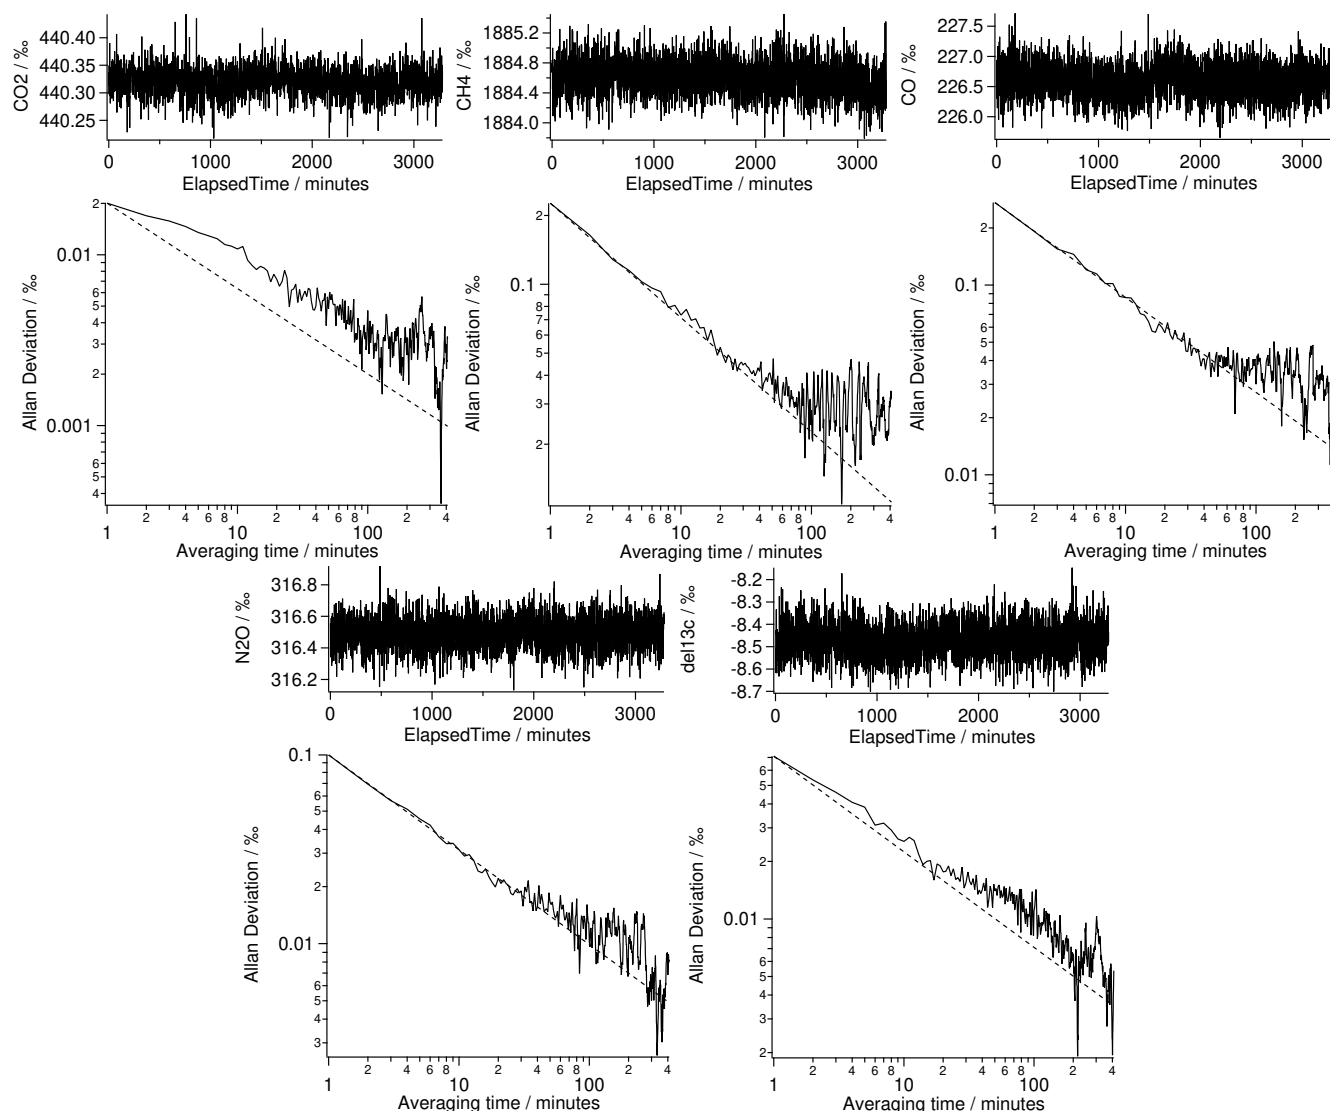 CO2 / ‰
440.40
440.35
440.30
440.25
0 1000 2000 3000
ElapsedTime / minutes
CH4 / ‰
1885.2
1884.8
1884.4
1884.0
0 1000 2000 3000
ElapsedTime / minutes
CO / ‰
227.5
227.0
226.5
226.0
0 1000 2000 3000
ElapsedTime / minutes
Allan Deviation / ‰
2
0.01
6
5
4
3
2
0.001
6
5
4
1 2 4 6 8 10 2 4 6 8 100 2 4
Averaging time / minutes
Allan Deviation / ‰
2
0.1
8
7
6
5
4
3
2
1 2 4 6 8 10 2 4 6 8 100 2 4
Averaging time / minutes
Allan Deviation / ‰
2
0.1
6
5
4
3
2
0.01
1 2 4 6 8 10 2 4 6 8 100 2
Averaging time / minutes
N2O / ‰
316.8
316.6
316.4
316.2
0 1000 2000 3000
ElapsedTime / minutes
del13c / ‰
-8.2
-8.3
-8.4
-8.5
-8.6
-8.7
0 1000 2000 3000
ElapsedTime / minutes
Allan Deviation / ‰
0.1
6
5
4
3
2
0.01
6
5
4
3
1 2 4 6 8 10 2 4 6 8 100 2 4
Averaging time / minutes
Allan Deviation / ‰
6
5
4
3
2
0.01
6
5
4
3
2
1 2 4 6 8 10 2 4 6 8 100 2 4
Averaging time / minutes